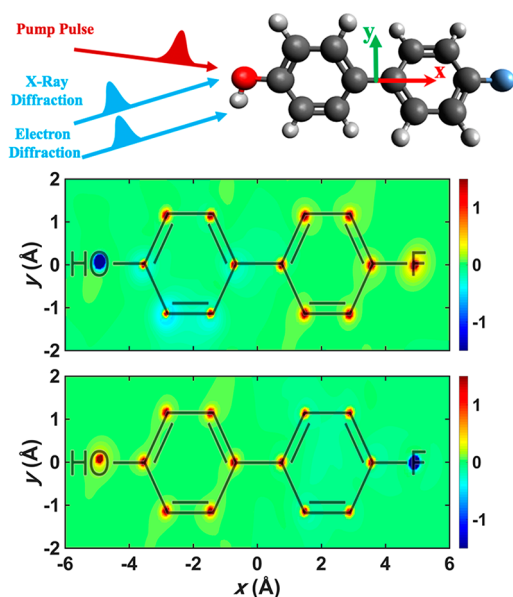 Pump Pulse
X-Ray
Diffraction
Electron
Diffraction
y
x
2
1
0
-1
-2
y (Å)
HO
F
1
0
-1
2
1
0
-1
-2
y (Å)
HO
F
1
0
-1
-6 -4 -2 0 2 4 6
x (Å)